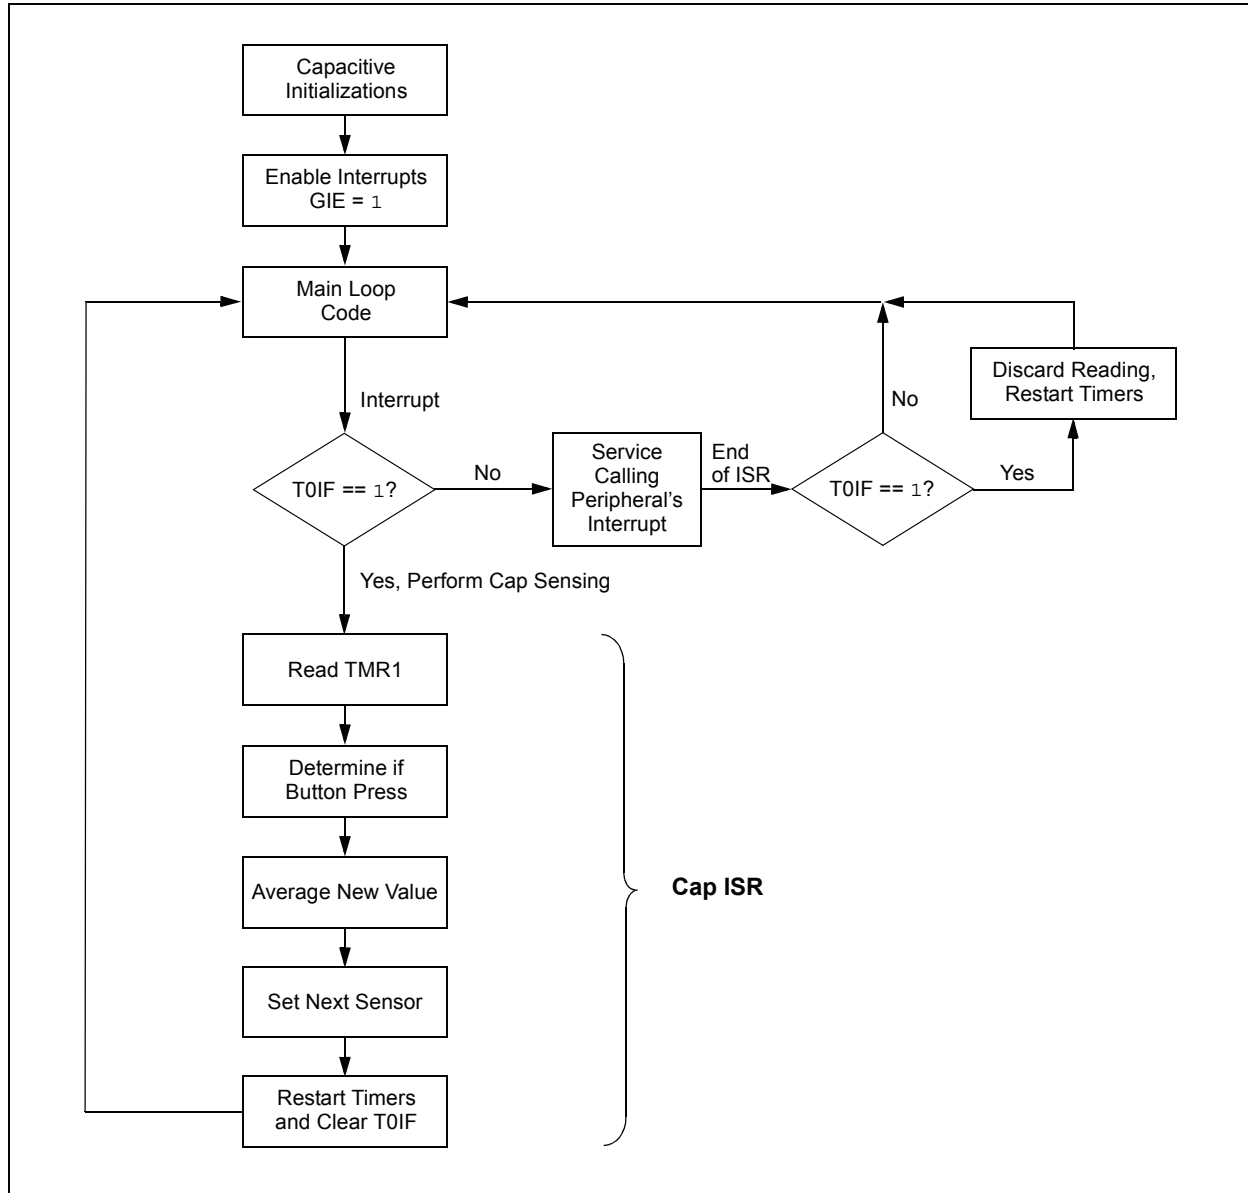 Capacitive
Initializations
Enable Interrupts
GIE = 1
Main Loop
Code
Discard Reading,
Restart Timers
Interrupt
No
T0IF == 1?
No
Service
Calling
Peripheral's
Interrupt
End
of ISR
T0IF == 1?
Yes
Yes, Perform Cap Sensing
Read TMR1
Determine if
Button Press
Average New Value
Cap ISR
Set Next Sensor
Restart Timers
and Clear T0IF